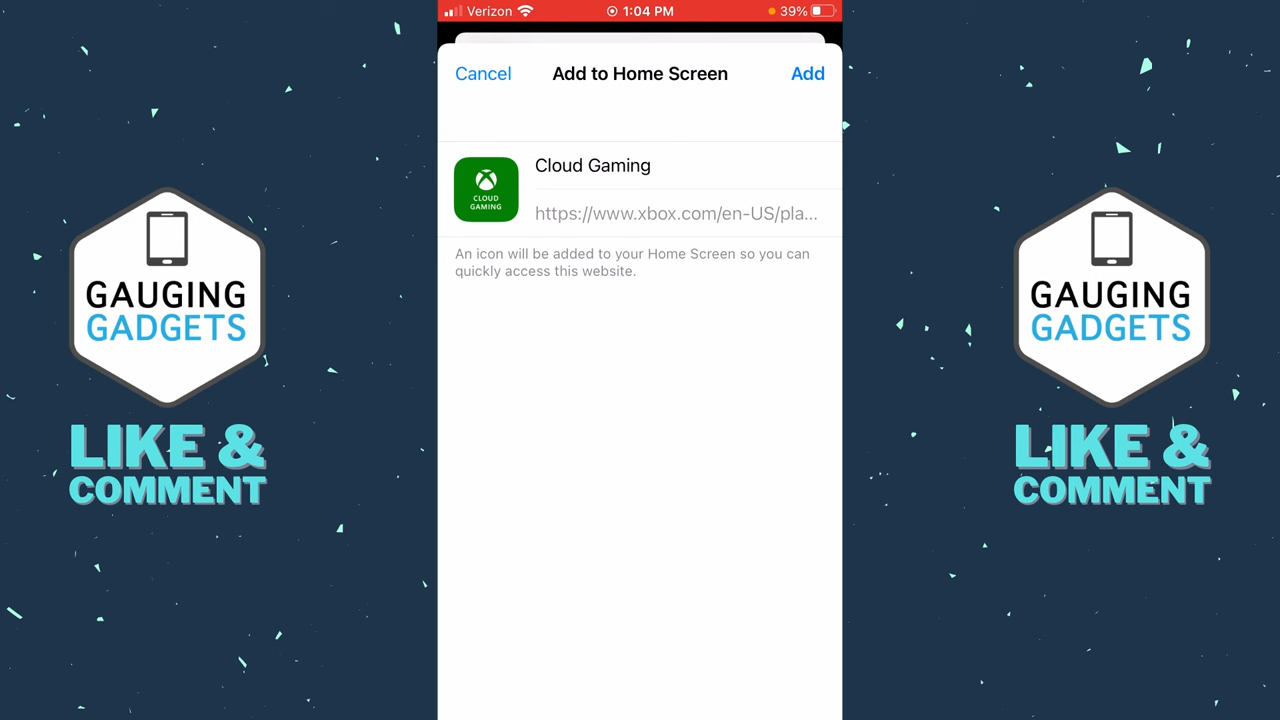 Verizon 1:04 PM 39%
Cancel Add to Home Screen Add
CLOUD
GAMING
Cloud Gaming
https://www.xbox.com/en-US/pla...
An icon will be added to your Home Screen so you can
quickly access this website.
GAUGING
GADGETS
LIKE &
COMMENT
GAUGING
GADGETS
LIKE &
COMMENT